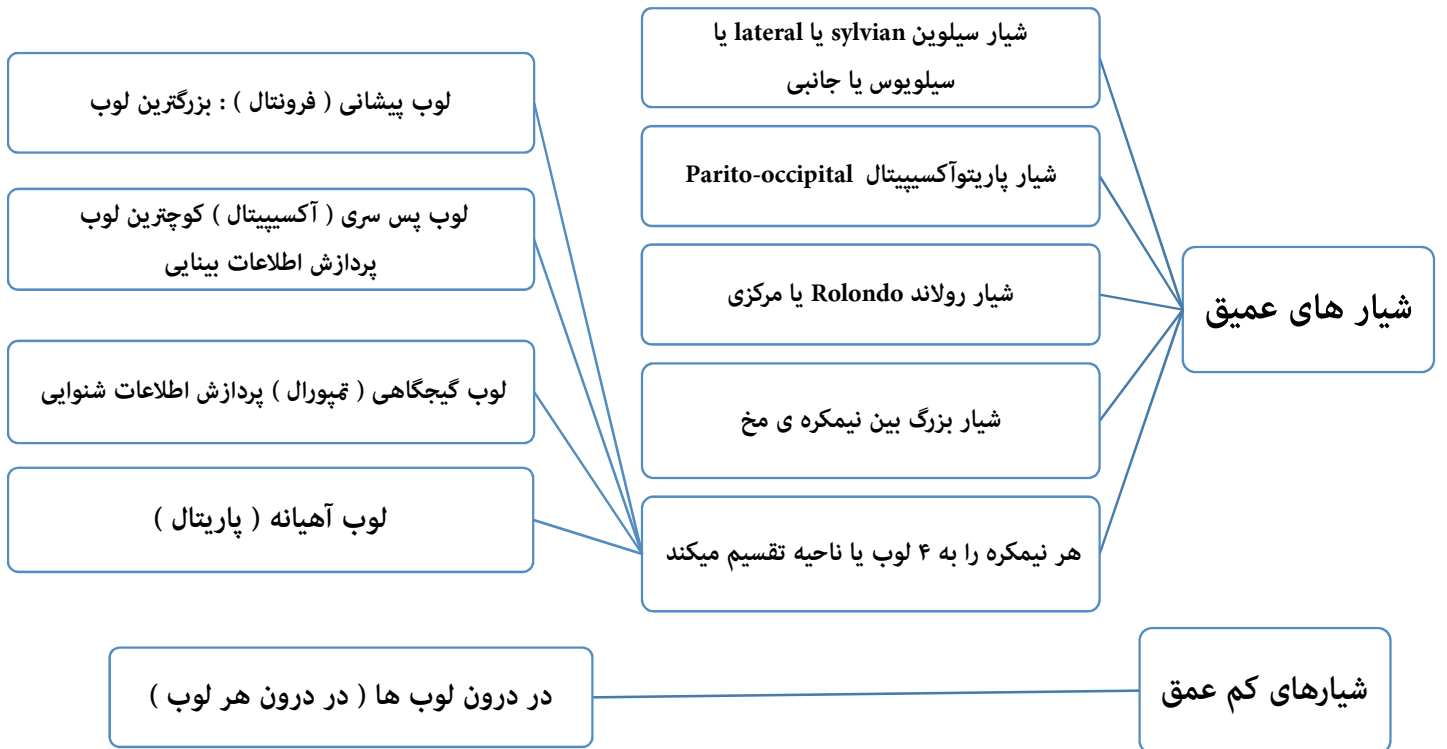 شیار های عمیق
شیار سیلوین sylvian یا lateral یا
سیلویوس یا جانبی
شیار پاریتوآکسیپیتال Parito-occipital
شیار رولاند Rolondo یا مرکزی
شیار بزرگ بین نیمکره ی مخ
هر نیمکره را به ۴ لوب یا ناحیه تقسیم میکند
لوب پیشانی ( فرونتال ) : بزرگترین لوب
لوب پس سری ( آکسیپیتال ) کوچترین لوب
پردازش اطلاعات بینایی
لوب گیجگاهی ( تمپورال ) پردازش اطلاعات شنوایی
لوب آهیانه ( پاریتال )
شیارهای کم عمق
در درون لوب ها ( در درون هر لوب )